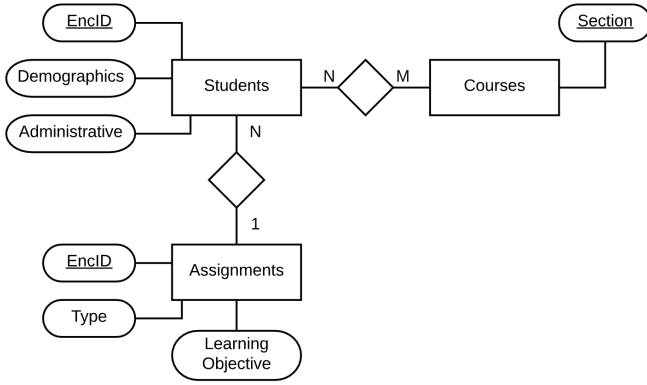 EncID
Section
Demographics
Students
N
M
Courses
Administrative
N
1
EncID
Assignments
Type
Learning
Objective